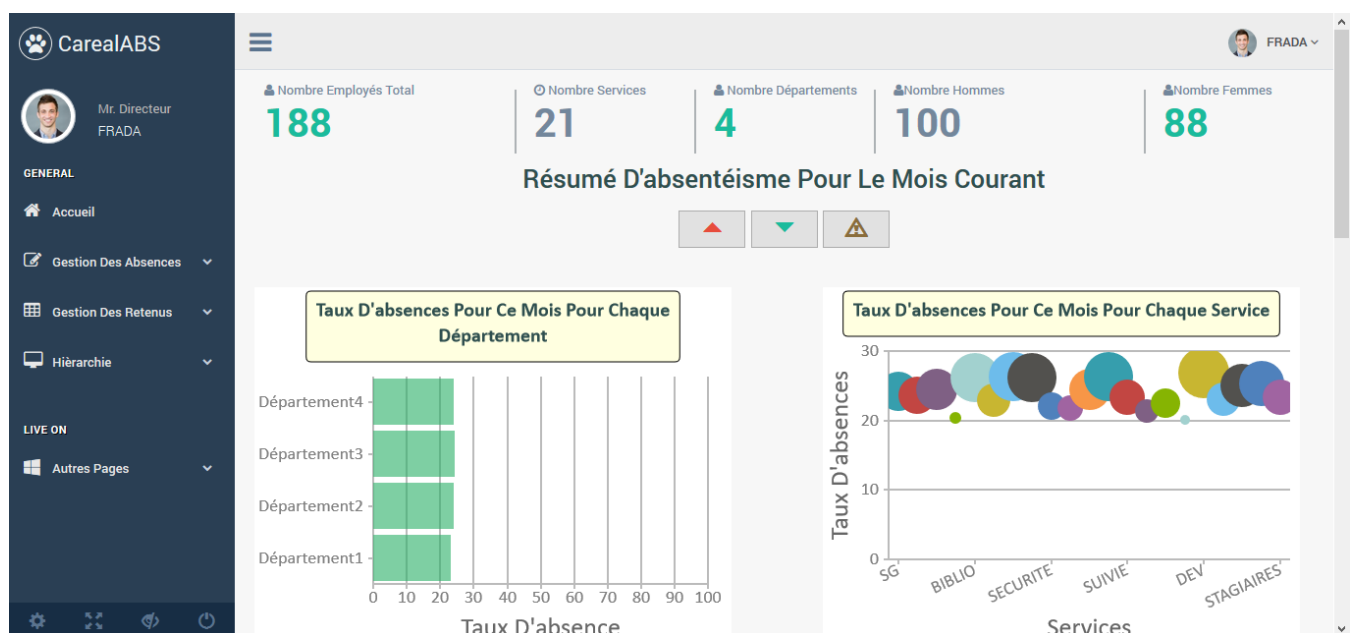 CarealABS
Mr. Directeur
FRADA
GENERAL
Accueil
Gestion Des Absences
Gestion Des Retenus
Hièrarchie
LIVE ON
Autres Pages
FRADA
Nombre Employés Total
188
Nombre Services
21
Nombre Départements
4
Nombre Hommes
100
Nombre Femmes
88
Résumé D'absentéisme Pour Le Mois Courant
Taux D'absences Pour Ce Mois Pour Chaque
Département
Département4
Département3
Département2
Département1
0 10 20 30 40 50 60 70 80 90 100
Taux D'absence
Taux D'absences Pour Ce Mois Pour Chaque Service
Taux D'absences
30
20
10
0
SG BIBLIO SECURITE SUIVIE DEV STAGIAIRES
Services